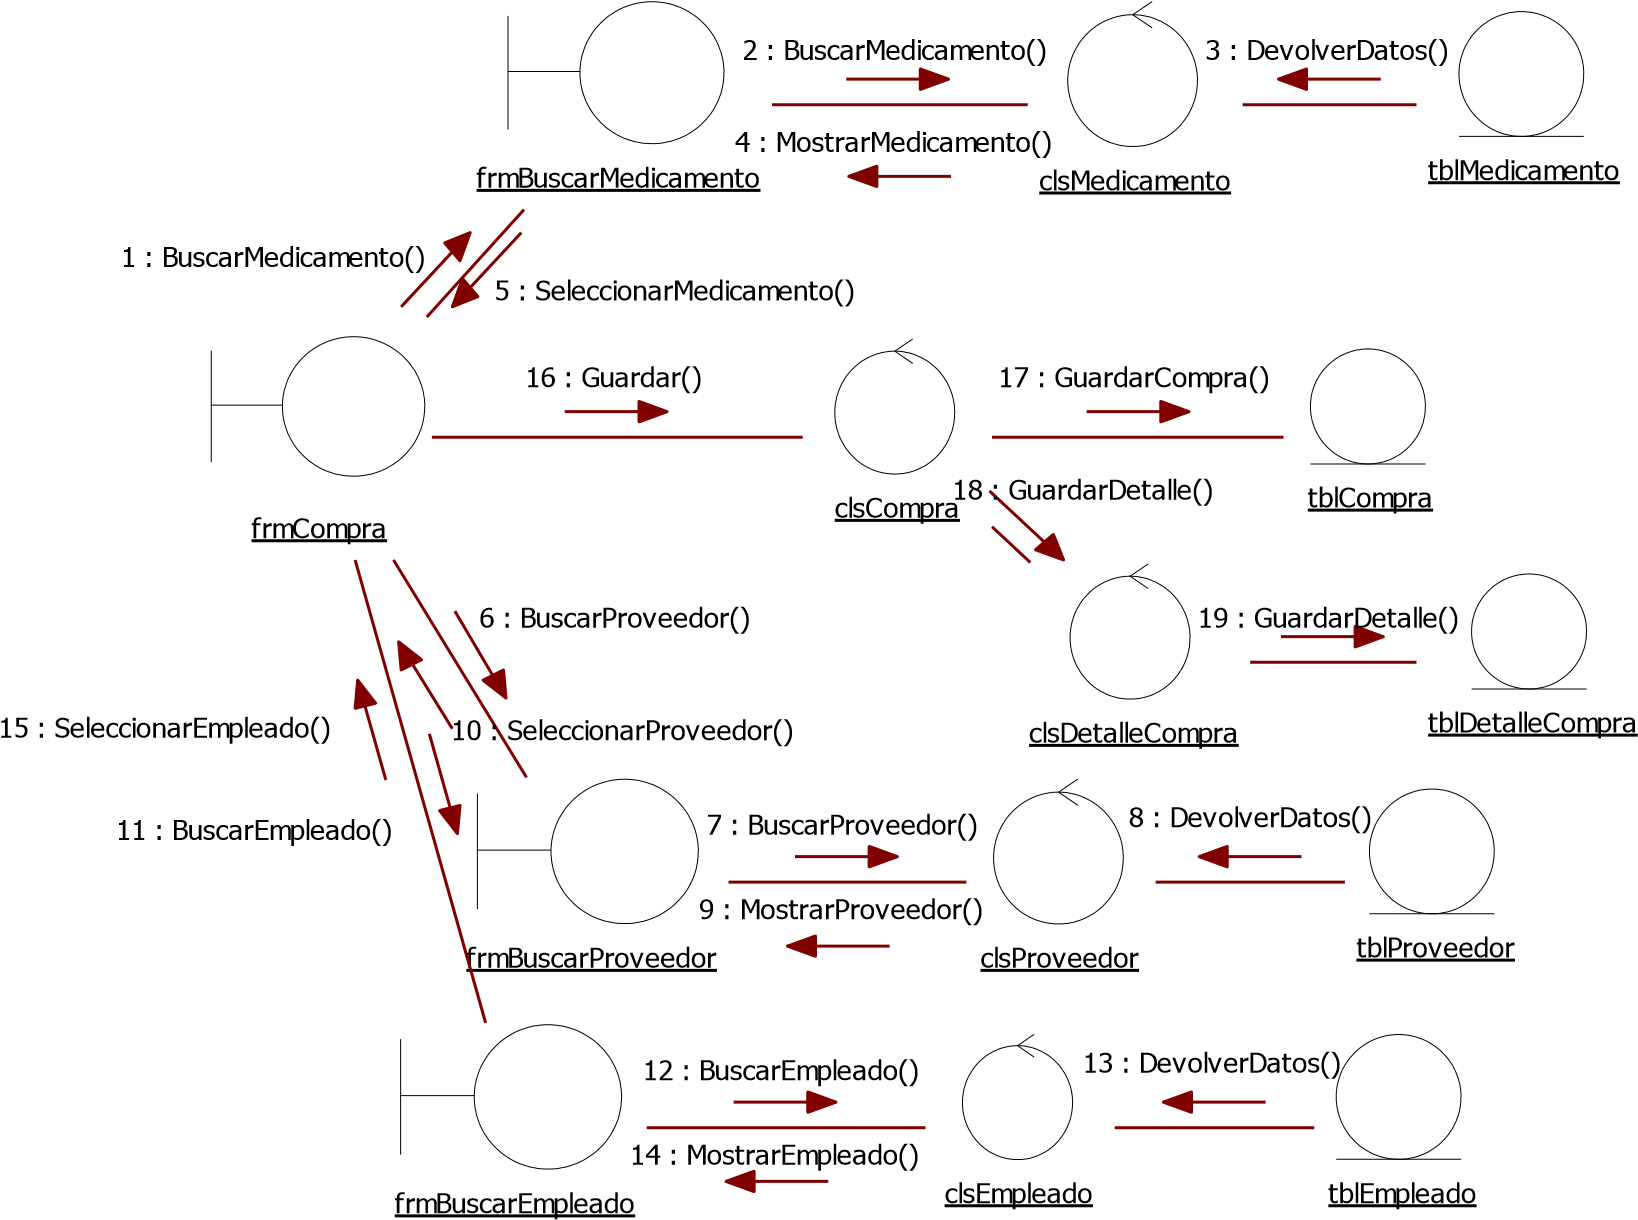 2 : BuscarMedicamento()
3 : DevolverDatos()
4 : MostrarMedicamento()
frmBuscarMedicamento
clsMedicamento
tblMedicamento
1 : BuscarMedicamento()
5 : SeleccionarMedicamento()
16 : Guardar()
17 : GuardarCompra()
18 : GuardarDetalle()
frmCompra
clsCompra
tblCompra
6 : BuscarProveedor()
19 : GuardarDetalle()
15 : SeleccionarEmpleado()
10 : SeleccionarProveedor()
clsDetalleCompra
tblDetalleCompra
11 : BuscarEmpleado()
7 : BuscarProveedor()
8 : DevolverDatos()
9 : MostrarProveedor()
frmBuscarProveedor
clsProveedor
tblProveedor
12 : BuscarEmpleado()
13 : DevolverDatos()
14 : MostrarEmpleado()
frmBuscarEmpleado
clsEmpleado
tblEmpleado